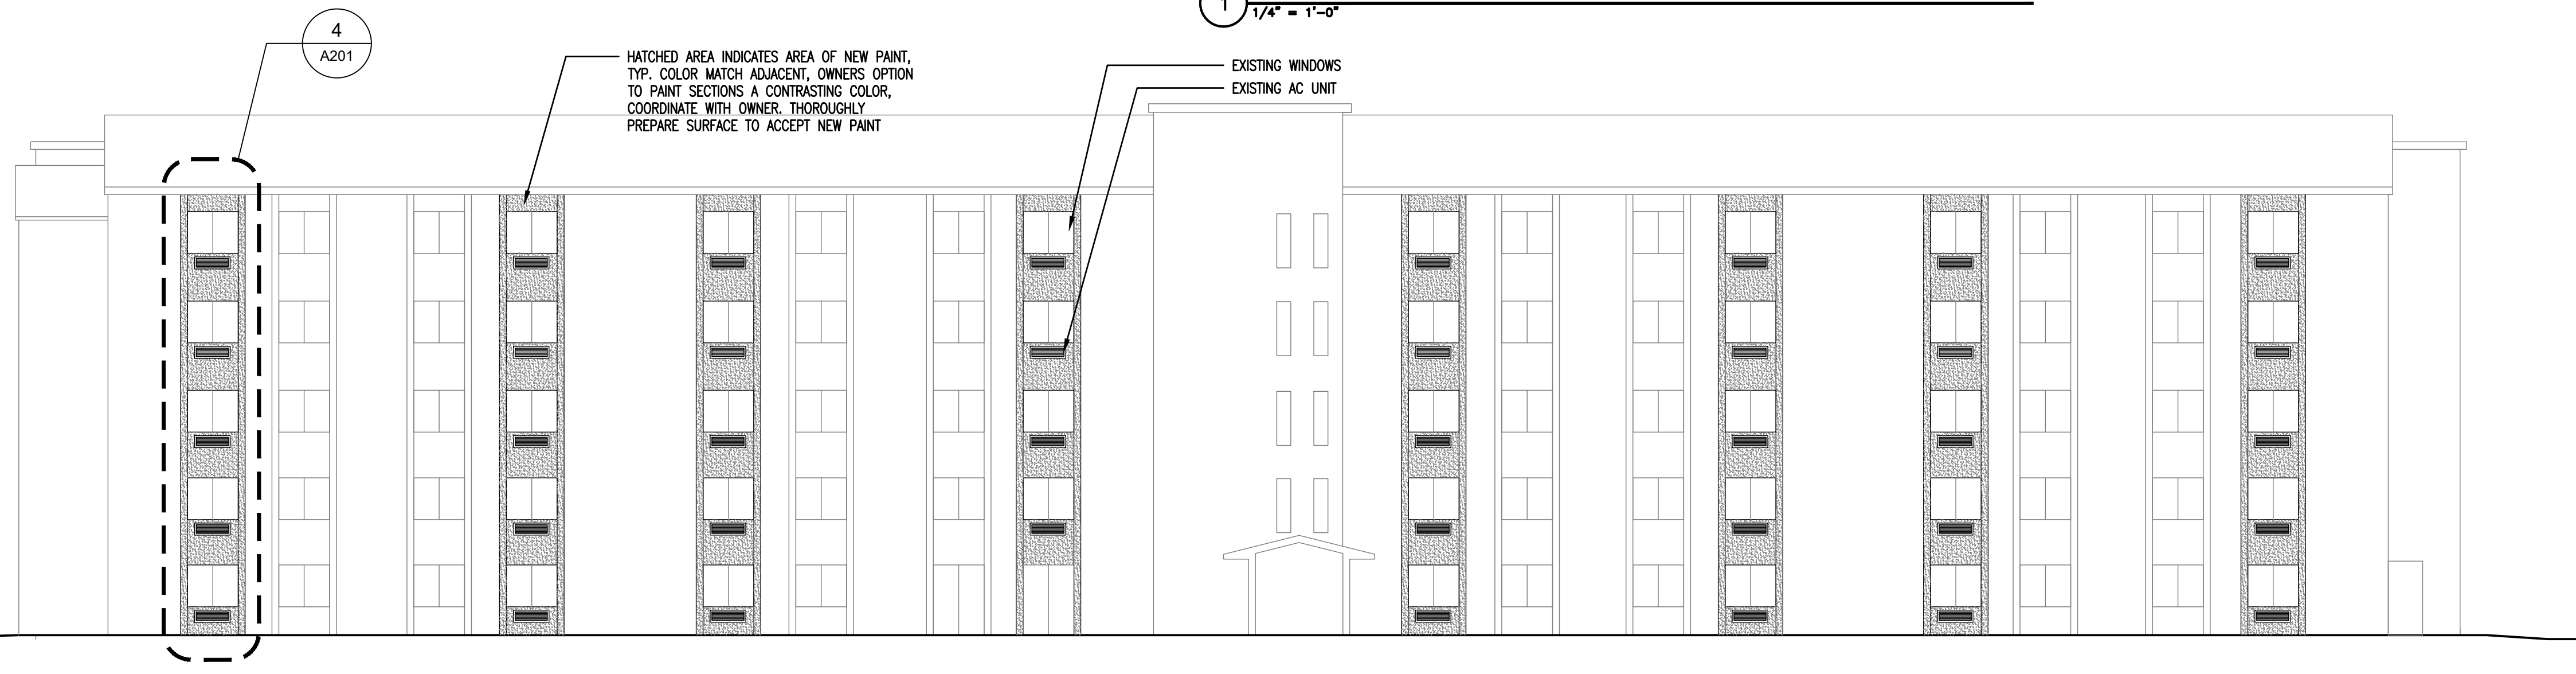 1
1/4" = 1'-0"
4
A201
HATCHED AREA INDICATES AREA OF NEW PAINT,
TYP. COLOR MATCH ADJACENT, OWNERS OPTION
TO PAINT SECTIONS A CONTRASTING COLOR,
COORDINATE WITH OWNER. THOROUGHLY
PREPARE SURFACE TO ACCEPT NEW PAINT
EXISTING WINDOWS
EXISTING AC UNIT